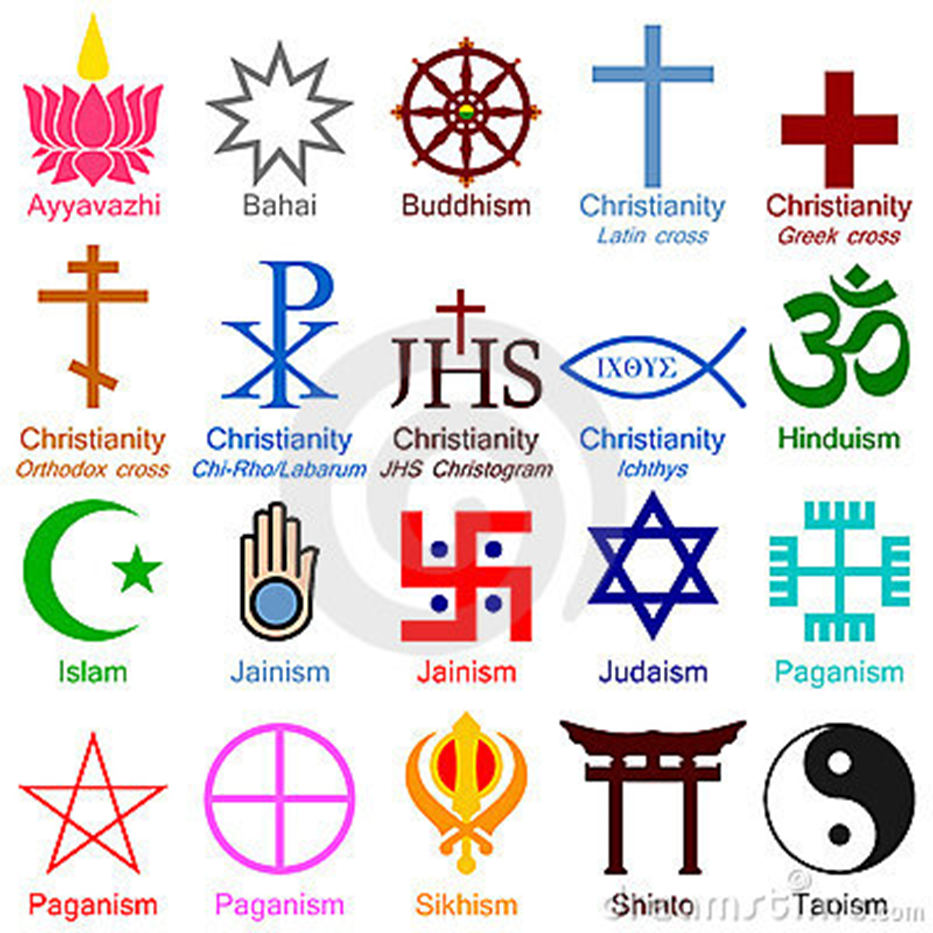 Ayyavazhi
Bahai
Buddhism
Christianity
Latin cross
Christianity
Greek cross
Christianity
Orthodox cross
Christianity
Chi-Rho/Labarum
JHS
Christianity
JHS Christogram
ΙΧΘΥΣ
Christianity
Ichthys
Hinduism
Islam
Jainism
Jainism
Judaism
Paganism
Paganism
Paganism
Sikhism
Shinto
Taoism